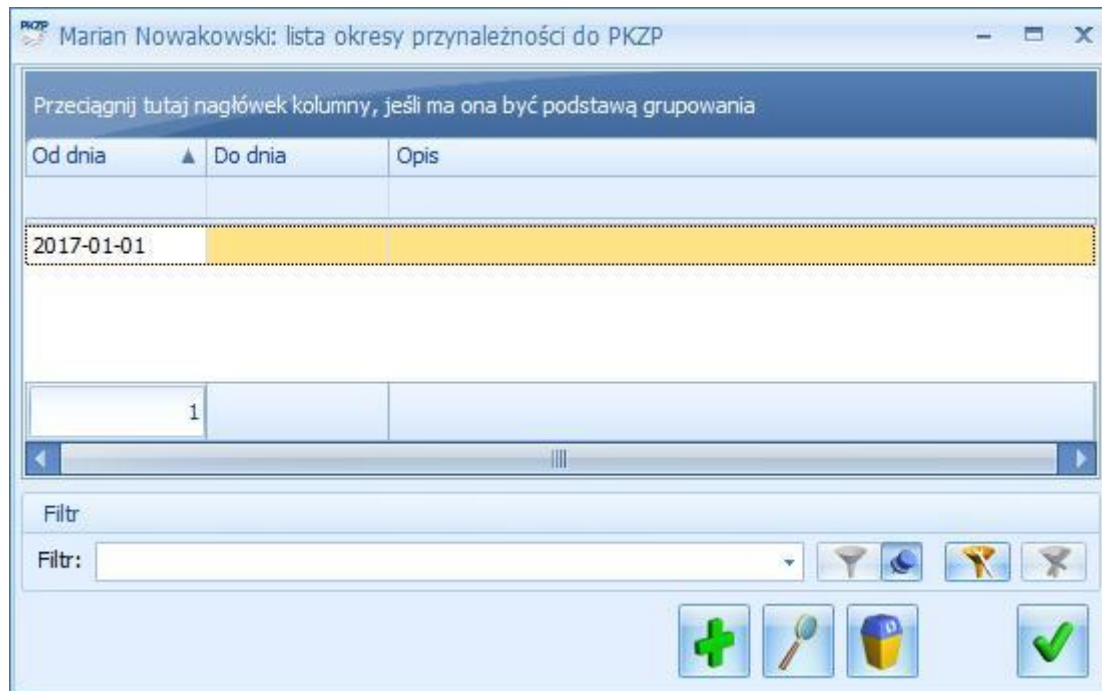 PKZP Marian Nowakowski: lista okresy przynależności do PKZP
Przeciągnij tutaj nagłówek kolumny, jeśli ma ona być podstawą grupowania
Od dnia Do dnia Opis
2017-01-01
1
Filtr
Filtr: